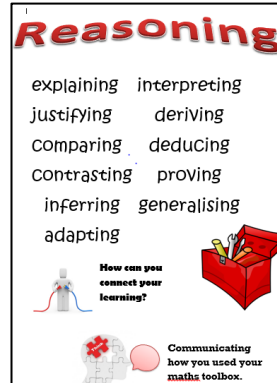 Reasoning
explaining interpreting
justifying deriving
comparing deducing
contrasting proving
inferring generalising
adapting
How can you
connect your
learning?
Communicating
how you used your
maths toolbox.